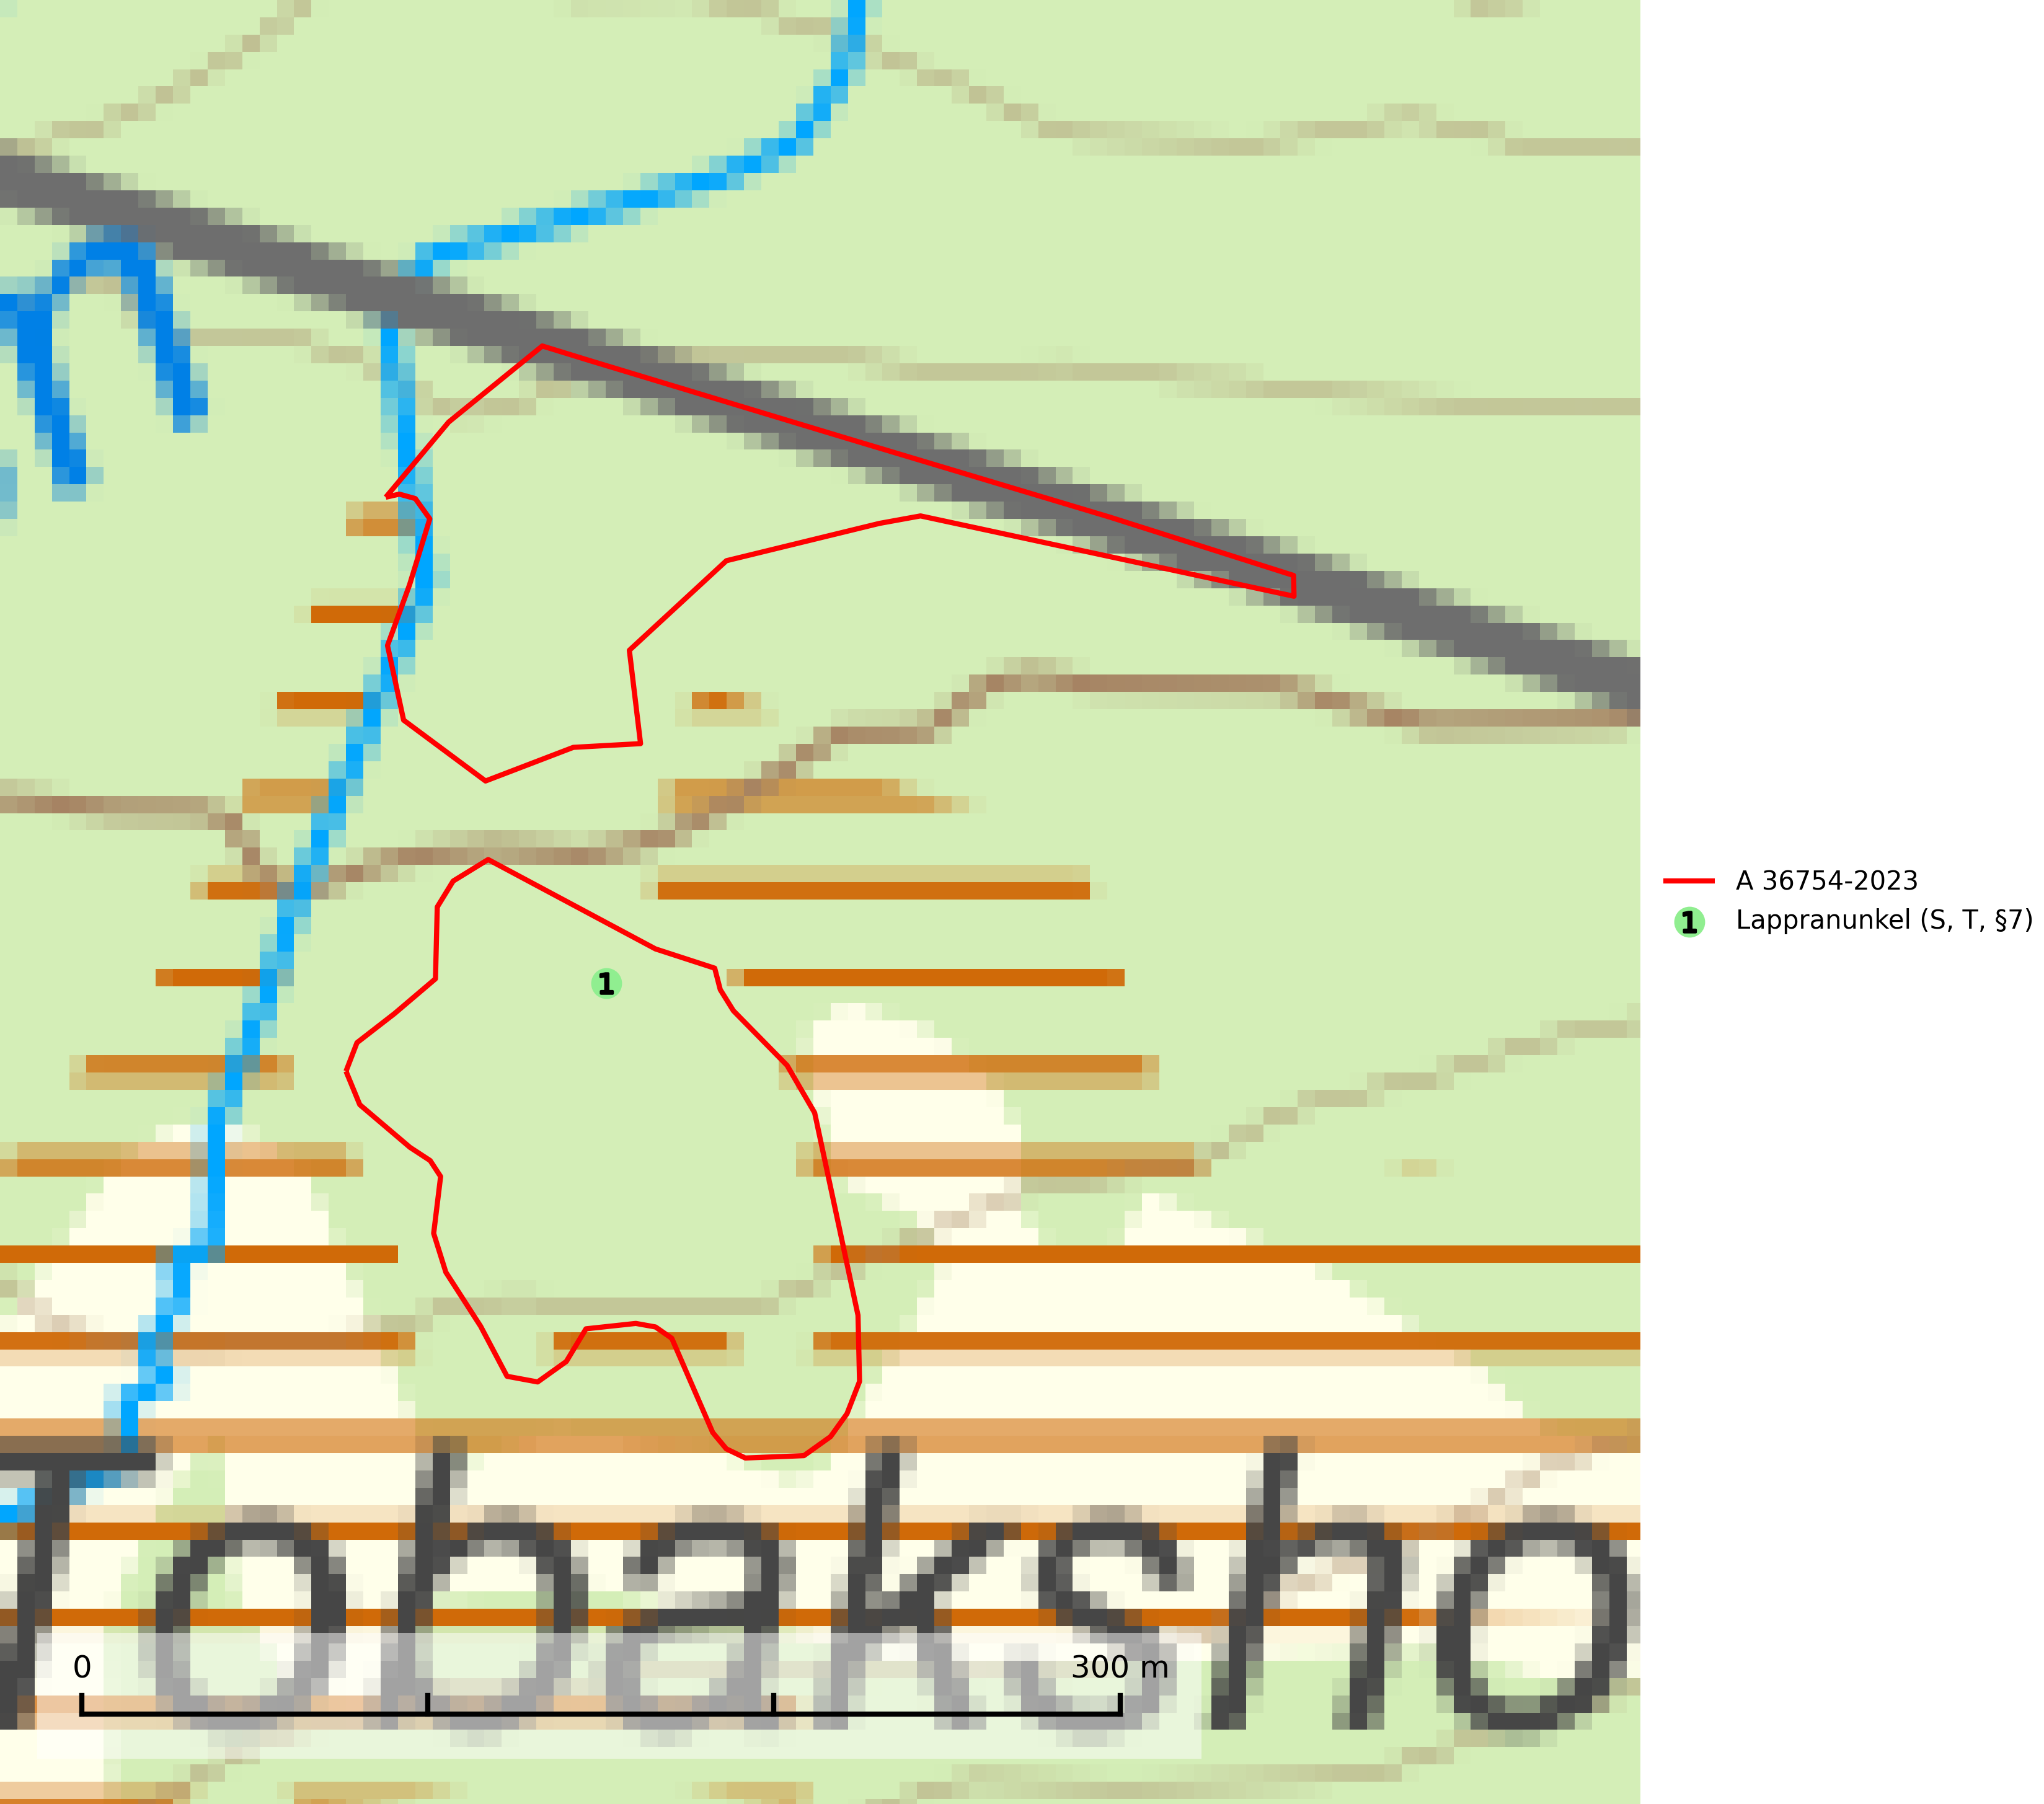 A 36754-2023
1 Lappranunkel (S, T, §7)
1
Tobaksho
0 300 m